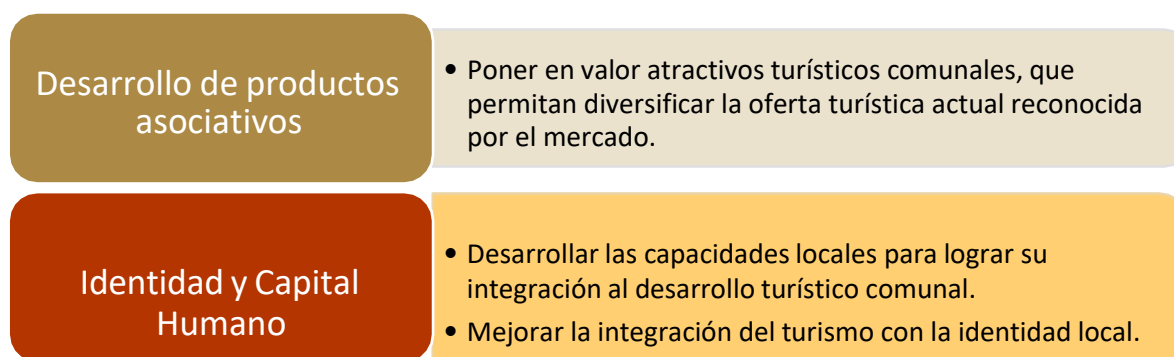 Desarrollo de productos
asociativos
• Poner en valor atractivos turísticos comunales, que
permitan diversificar la oferta turística actual reconocida
por el mercado.
Identidad y Capital
Humano
• Desarrollar las capacidades locales para lograr su
integración al desarrollo turístico comunal.
• Mejorar la integración del turismo con la identidad local.